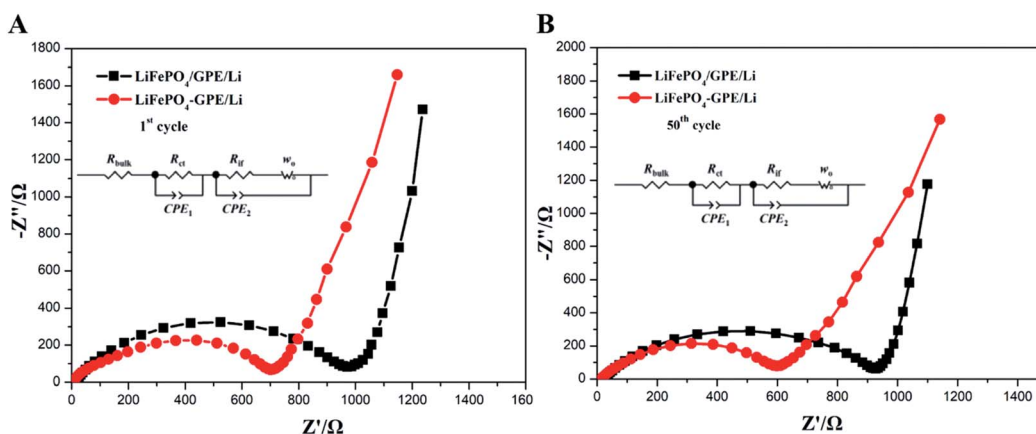 A
1800
1600
1400
1200
1000
800
600
400
200
0
-Z''/Ω
LiFePO4/GPE/Li
LiFePO4-GPE/Li
1st cycle
Rbulk
Rct
Rif
wo
CPE1
CPE2
0 200 400 600 800 1000 1200 1400 160
Z'/Ω
B
2000
1800
1600
1400
1200
1000
800
600
400
200
0
-Z''/Ω
LiFePO4/GPE/Li
LiFePO4-GPE/Li
50th cycle
Rbulk
Rct
Rif
wo
CPE1
CPE2
0 200 400 600 800 1000 1200 1400
Z'/Ω